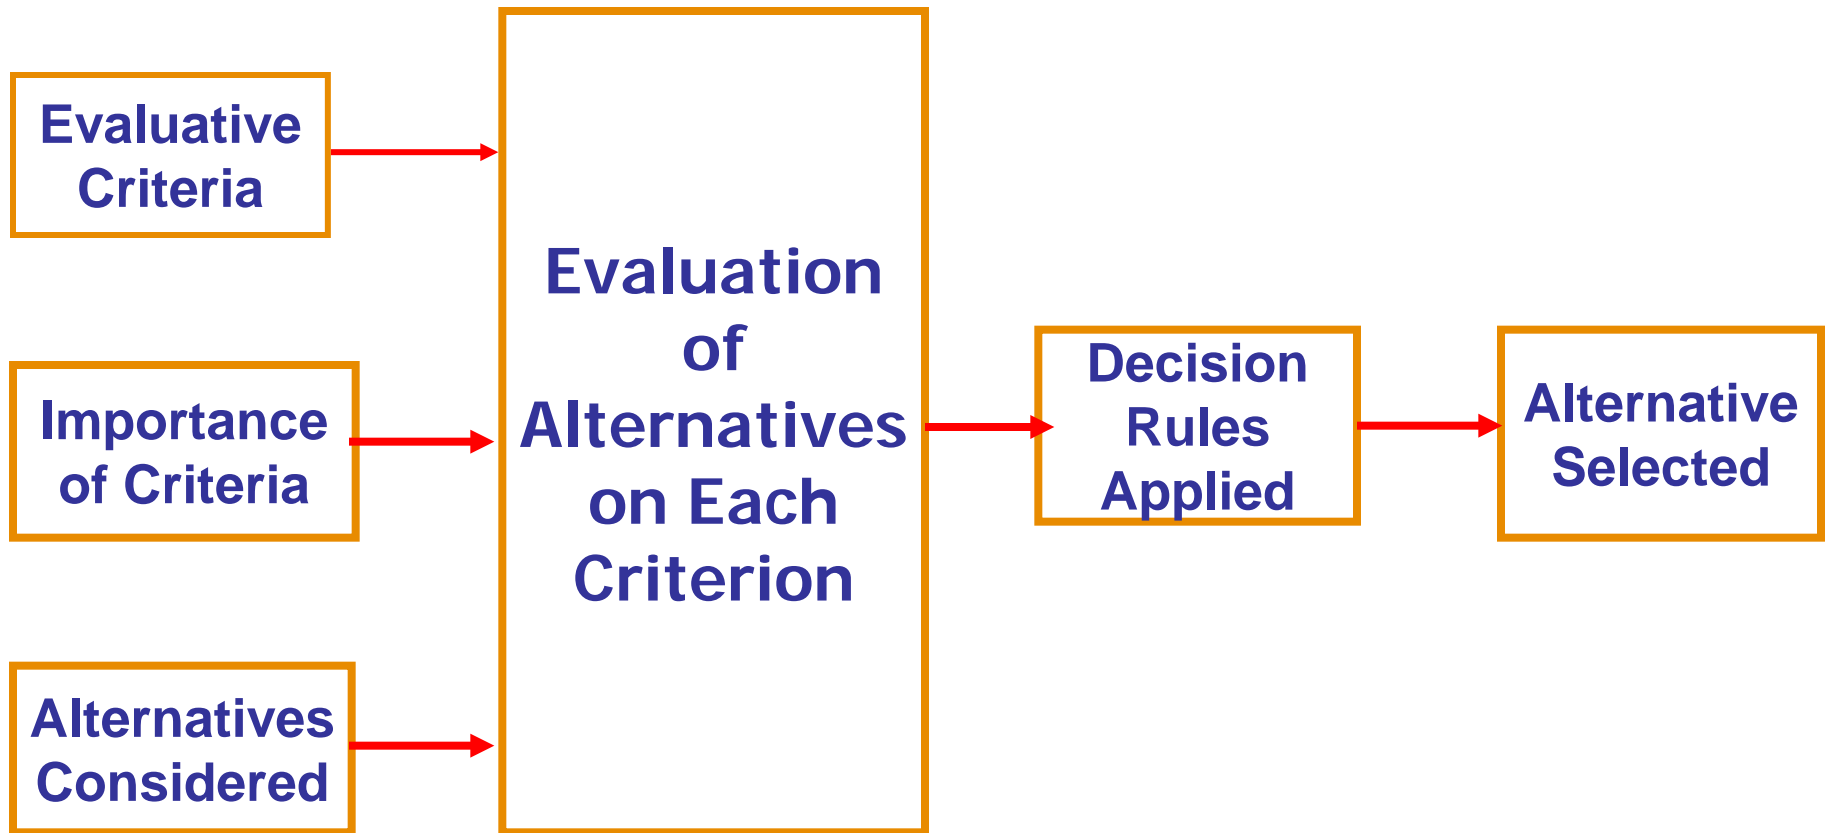 Evaluative
Criteria
Importance
of Criteria
Alternatives
Considered
Evaluation
of
Alternatives
on Each
Criterion
Decision
Rules
Applied
Alternative
Selected